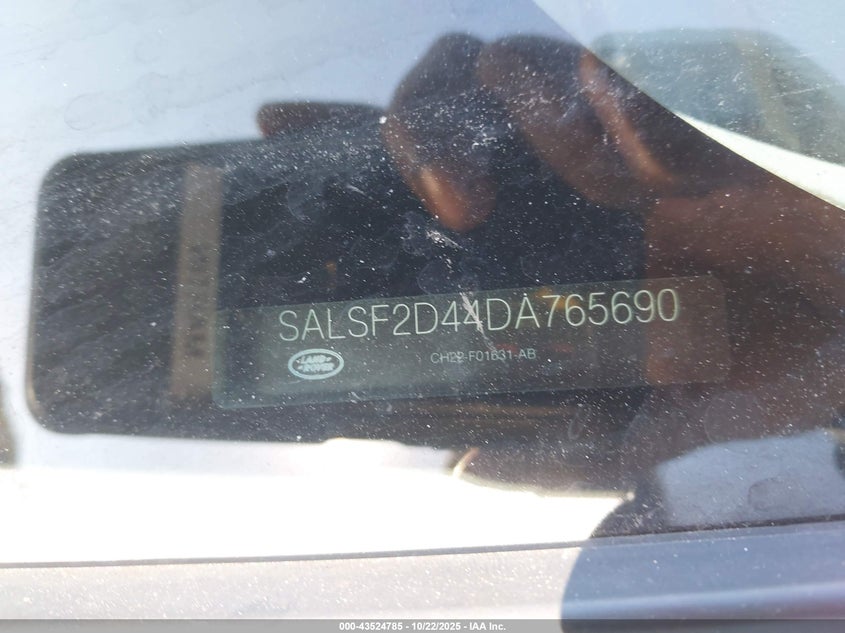 SALSF2D44DA765690
LAND
ROVER
CH22-F01631-AB
000-43524785 - 10/22/2025 - IAA Inc.